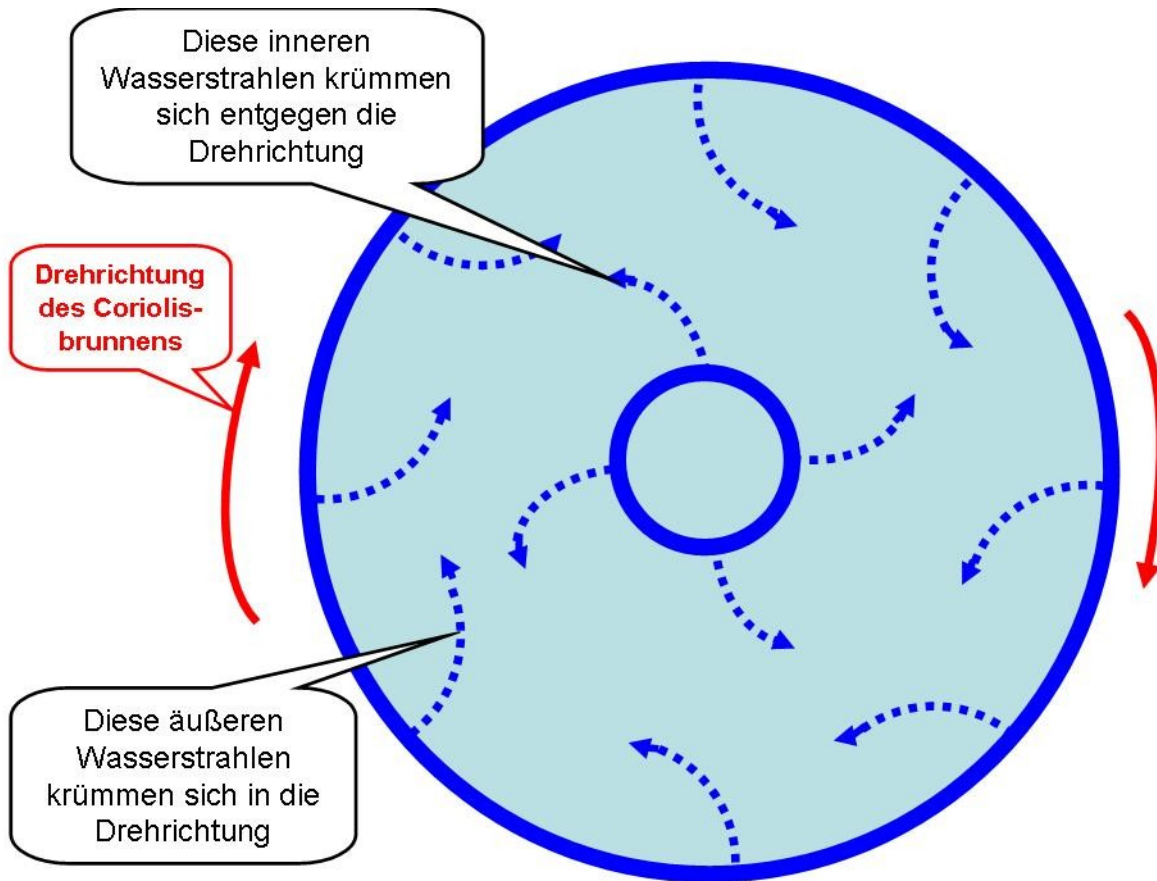 Diese inneren
Wasserstrahlen krümmen
sich entgegen die
Drehrichtung
Drehrichtung
des Coriolis-
brunnens
Diese äußeren
Wasserstrahlen
krümmen sich in die
Drehrichtung